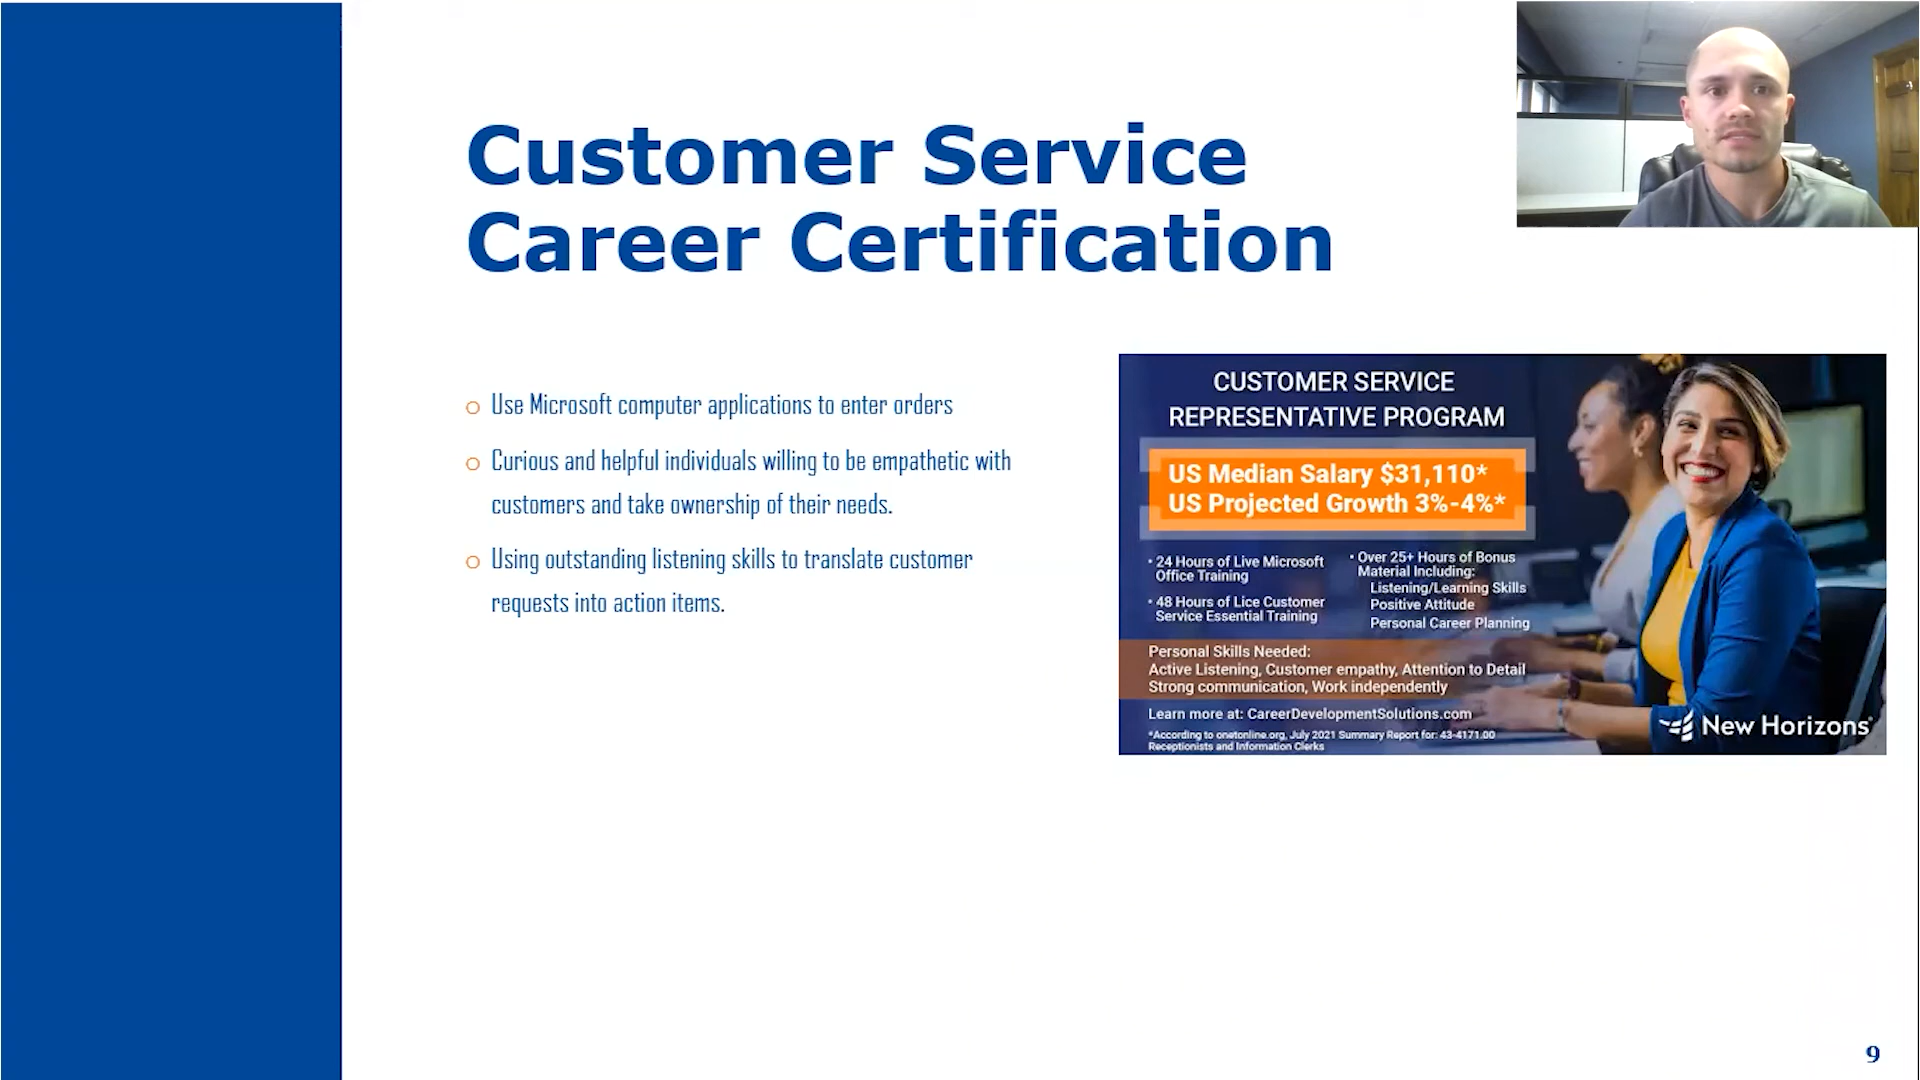 Customer Service
Career Certification
o Use Microsoft computer applications to enter orders
o Curious and helpful individuals willing to be empathetic with
customers and take ownership of their needs.
o Using outstanding listening skills to translate customer
requests into action items.
CUSTOMER SERVICE
REPRESENTATIVE PROGRAM
US Median Salary $31,110*
US Projected Growth 3%-4%*
• 24 Hours of Live Microsoft
Office Training
• 48 Hours of Lice Customer
Service Essential Training
• Over 25+ Hours of Bonus
Material Including:
Listening/Learning Skills
Positive Attitude
Personal Career Planning
Personal Skills Needed:
Active Listening, Customer empathy, Attention to Detail
Strong communication, Work independently
Learn more at: CareerDevelopmentSolutions.com
*According to onetonline.org, July 2021 Summary Report for: 43-4171.00
Receptionists and Information Clerks
New Horizons®
9